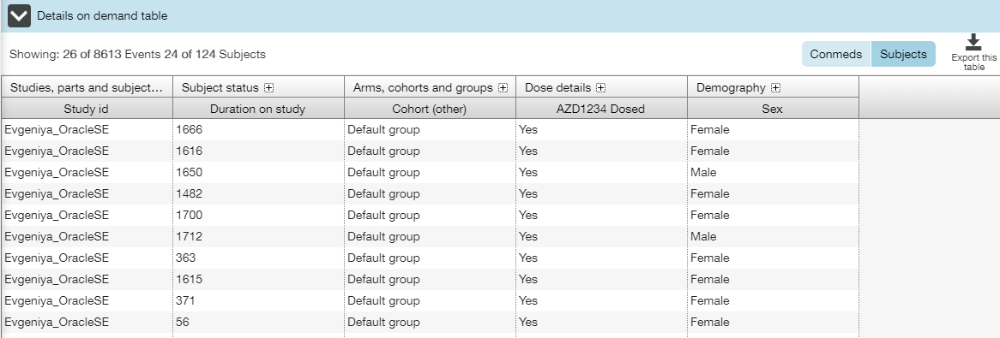 Details on demand table
Showing: 26 of 8613 Events 24 of 124 Subjects
Conmeds Subjects Export this
table
Studies, parts and subject... Subject status Arms, cohorts and groups Dose details Demography
Study id Duration on study Cohort (other) AZD1234 Dosed Sex
Evgeniya_OracleSE 1666 Default group Yes Female
Evgeniya_OracleSE 1616 Default group Yes Female
Evgeniya_OracleSE 1650 Default group Yes Male
Evgeniya_OracleSE 1482 Default group Yes Female
Evgeniya_OracleSE 1700 Default group Yes Female
Evgeniya_OracleSE 1712 Default group Yes Male
Evgeniya_OracleSE 363 Default group Yes Female
Evgeniya_OracleSE 1615 Default group Yes Female
Evgeniya_OracleSE 371 Default group Yes Female
Evgeniya_OracleSE 56 Default group Yes Female